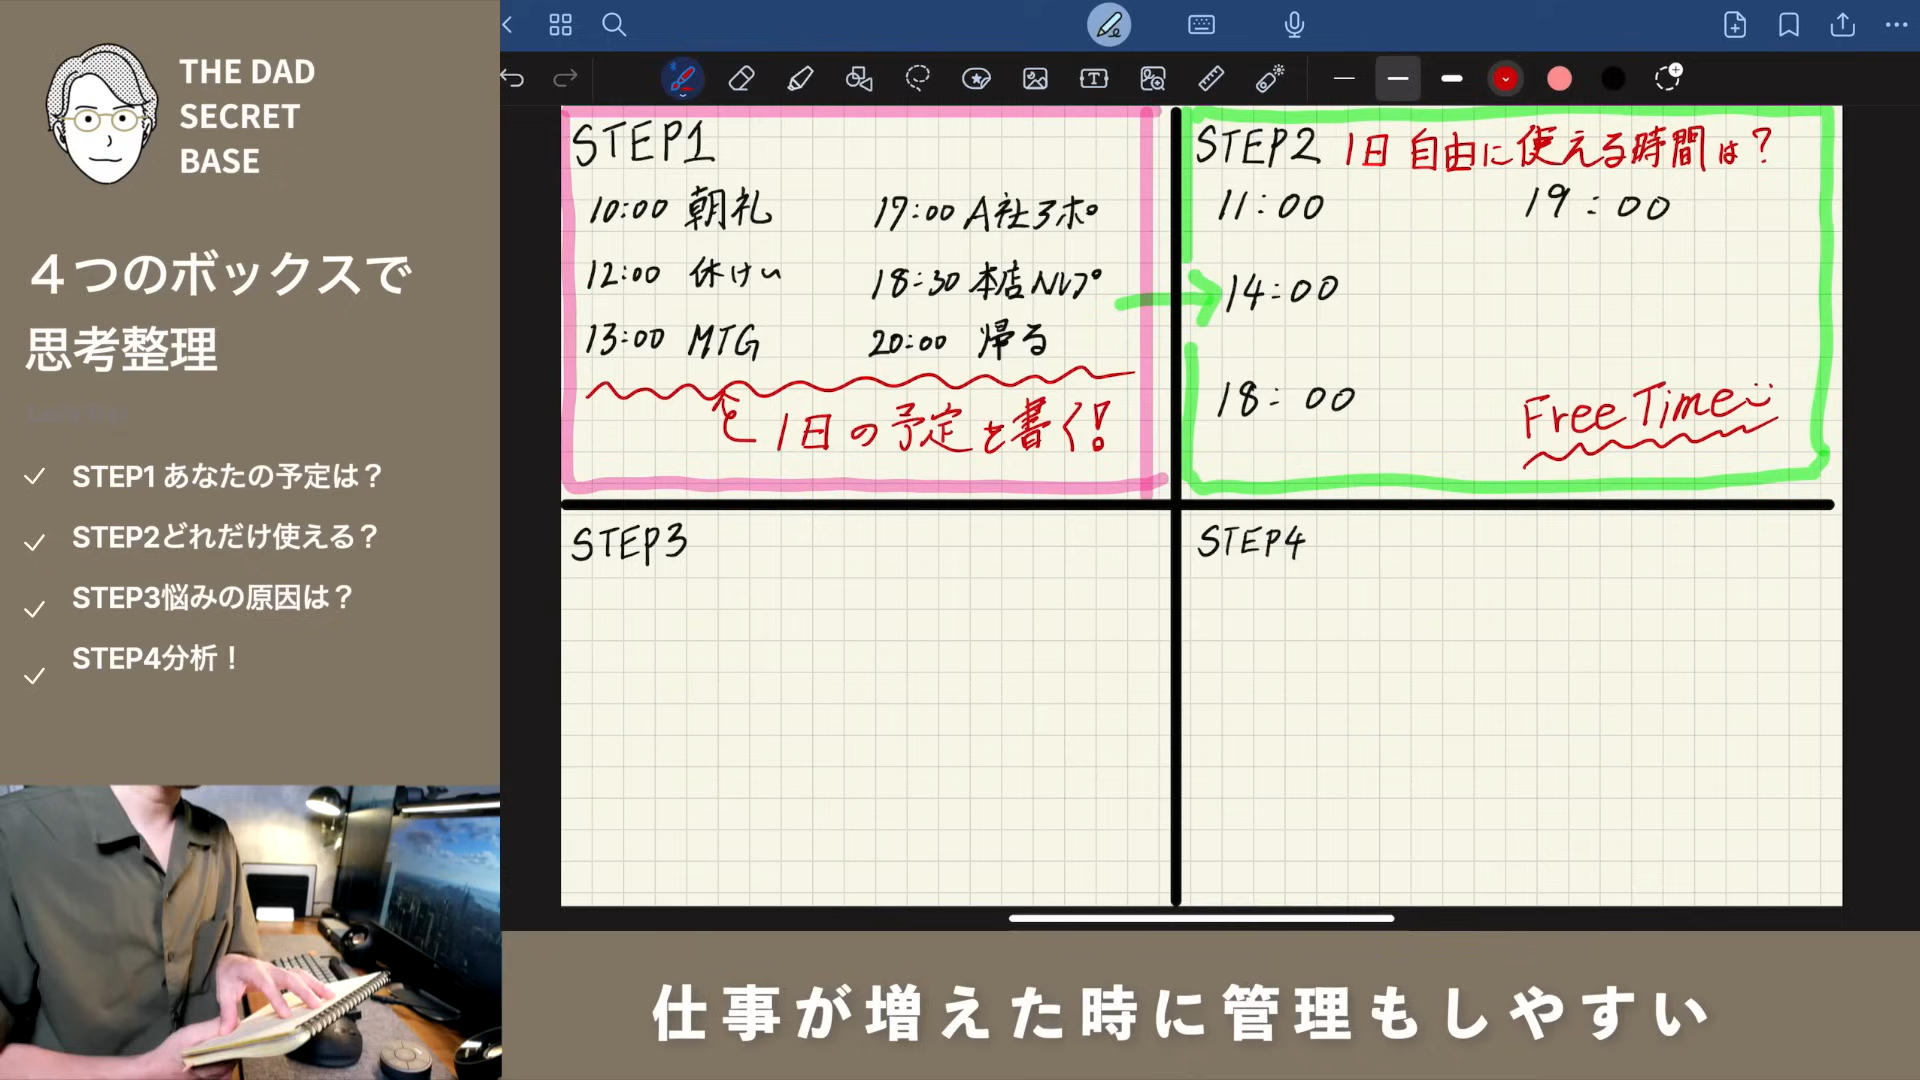 THE DAD
SECRET
BASE
４つのボックスで
思考整理
STEP1 あなたの予定は？
STEP2どれだけ使える？
STEP3悩みの原因は？
STEP4分析！
STEP1
10:00 朝礼
12:00 休けい
13:00 MTG
17:00 A社アポ
18:30 本店ヘルプ
20:00 帰る
1日の予定を書く!
STEP2 1日自由に使える時間は?
11:00
14:00
18:00
19:00
Free Time
STEP3
STEP4
仕事が増えた時に管理もしやすい